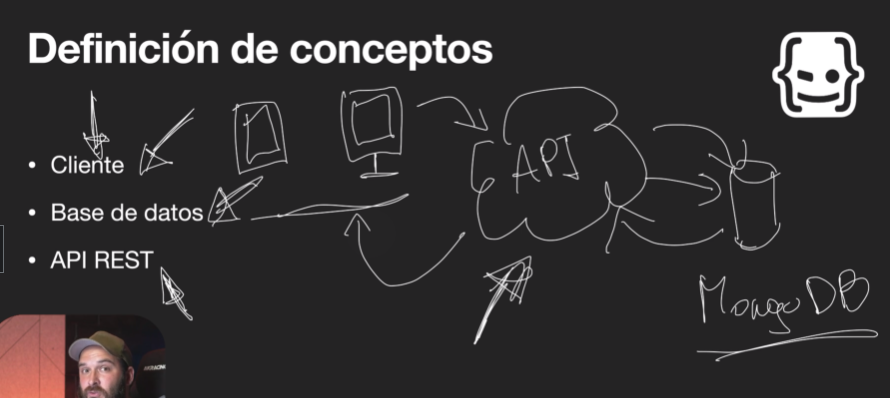 Definición de conceptos
• Cliente
• Base de datos
• API REST
API
MongoDB